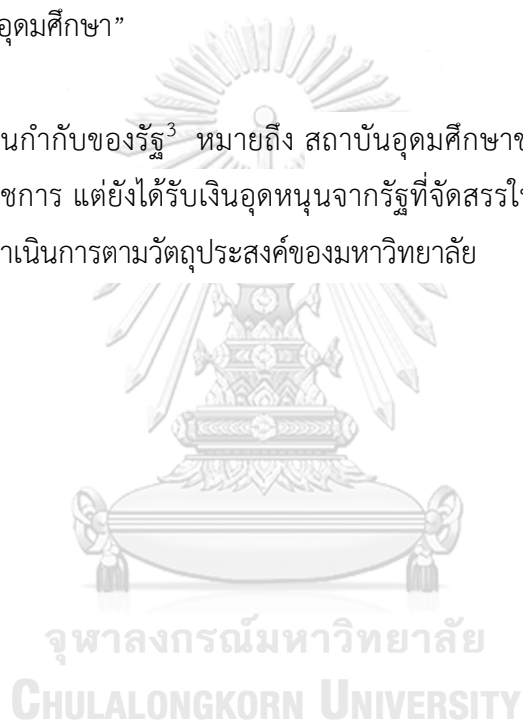 อุดมศึกษา”
นกำกับของรัฐ3 หมายถึง สถาบันอุดมศึกษาข
ชการ แต่ยังได้รับเงินอุดหนุนจากรัฐที่จัดสรรใ
าเนินการตามวัตถุประสงค์ของมหาวิทยาลัย
จุฬาลงกรณ์มหาวิทยาลัย
CHULALONGKORN UNIVERSITY